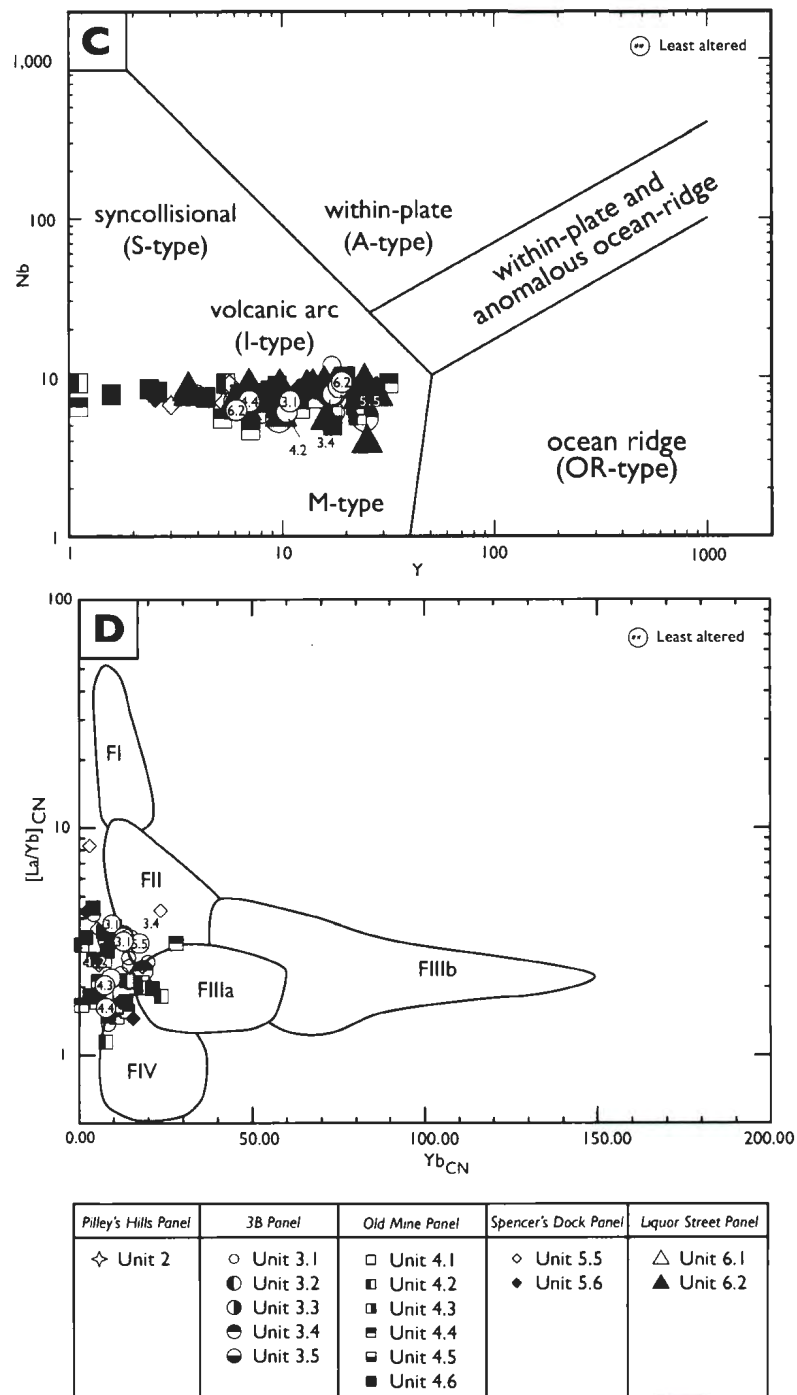 C
Least altered
1,000
100
10
1
Nb
syncollisional
(S-type)
within-plate
(A-type)
within-plate and
anomalous ocean-ridge
volcanic arc
(I-type)
6.2
6.2
4.4
3.1
5.5
4.2
3.4
M-type
ocean ridge
(OR-type)
1
10
100
1000
Y
D
Least altered
100
10
1
[La/Yb]CN
FI
FII
FIIIa
FIIIb
FIV
3.4
3.1
3.1
5.5
4.3
4.4
0.00
50.00
100.00
150.00
200.00
YbCN
Pilley's Hills Panel
3B Panel
Old Mine Panel
Spencer's Dock Panel
Liquor Street Panel
Unit 2
Unit 3.1
Unit 3.2
Unit 3.3
Unit 3.4
Unit 3.5
Unit 4.1
Unit 4.2
Unit 4.3
Unit 4.4
Unit 4.5
Unit 4.6
Unit 5.5
Unit 5.6
Unit 6.1
Unit 6.2